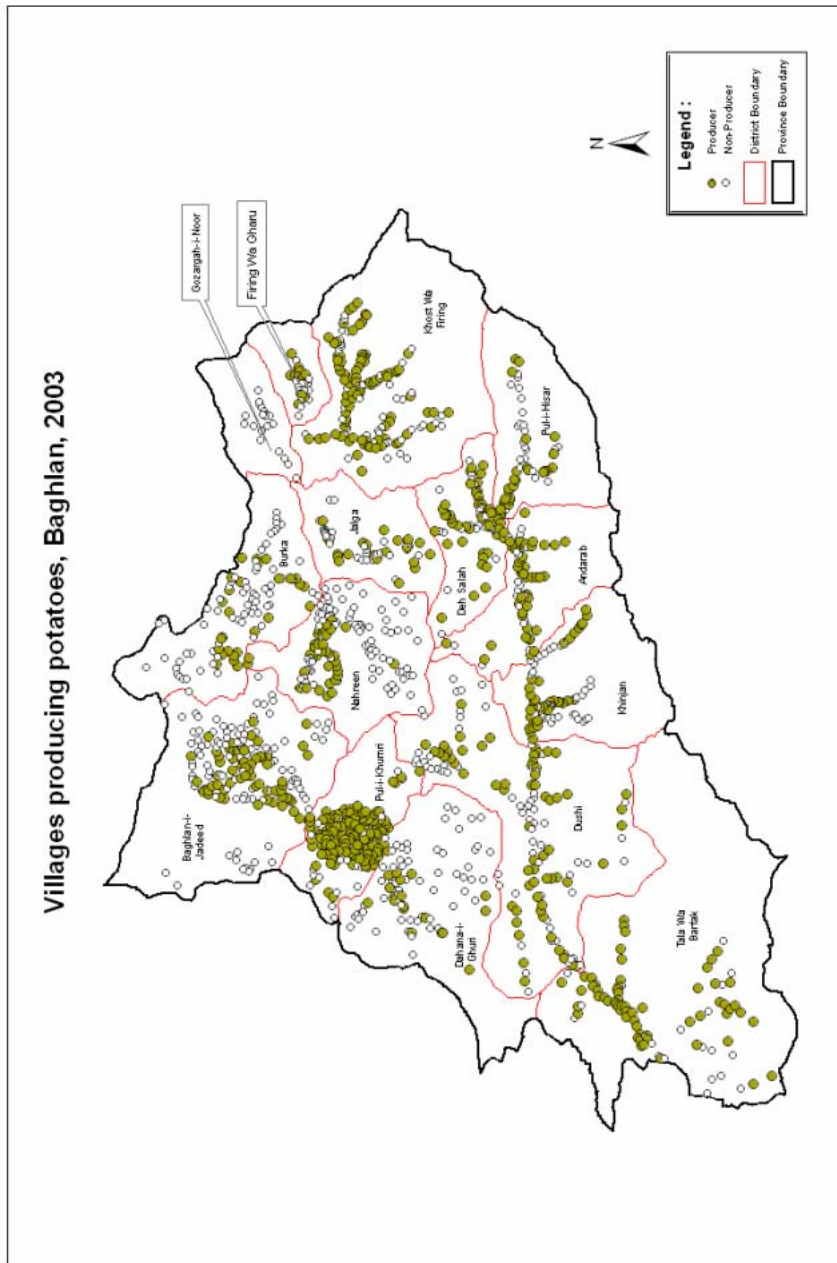 Villages producing potatoes, Baghlan, 2003
Gozargah-i-Noor
Firing Wa Gharu
Baghlan-i-
Jadeed
Burka
Khost Wa
Firing
Jalga
Nahreen
Pul-i-Khumri
Deh Salah
Pul-i-Hisar
Dahana-i-
Ghuri
Andarab
Khinjan
Dushi
Tala Wa
Barfak
N
Legend :
Producer
Non-Producer
District Boundary
Province Boundary